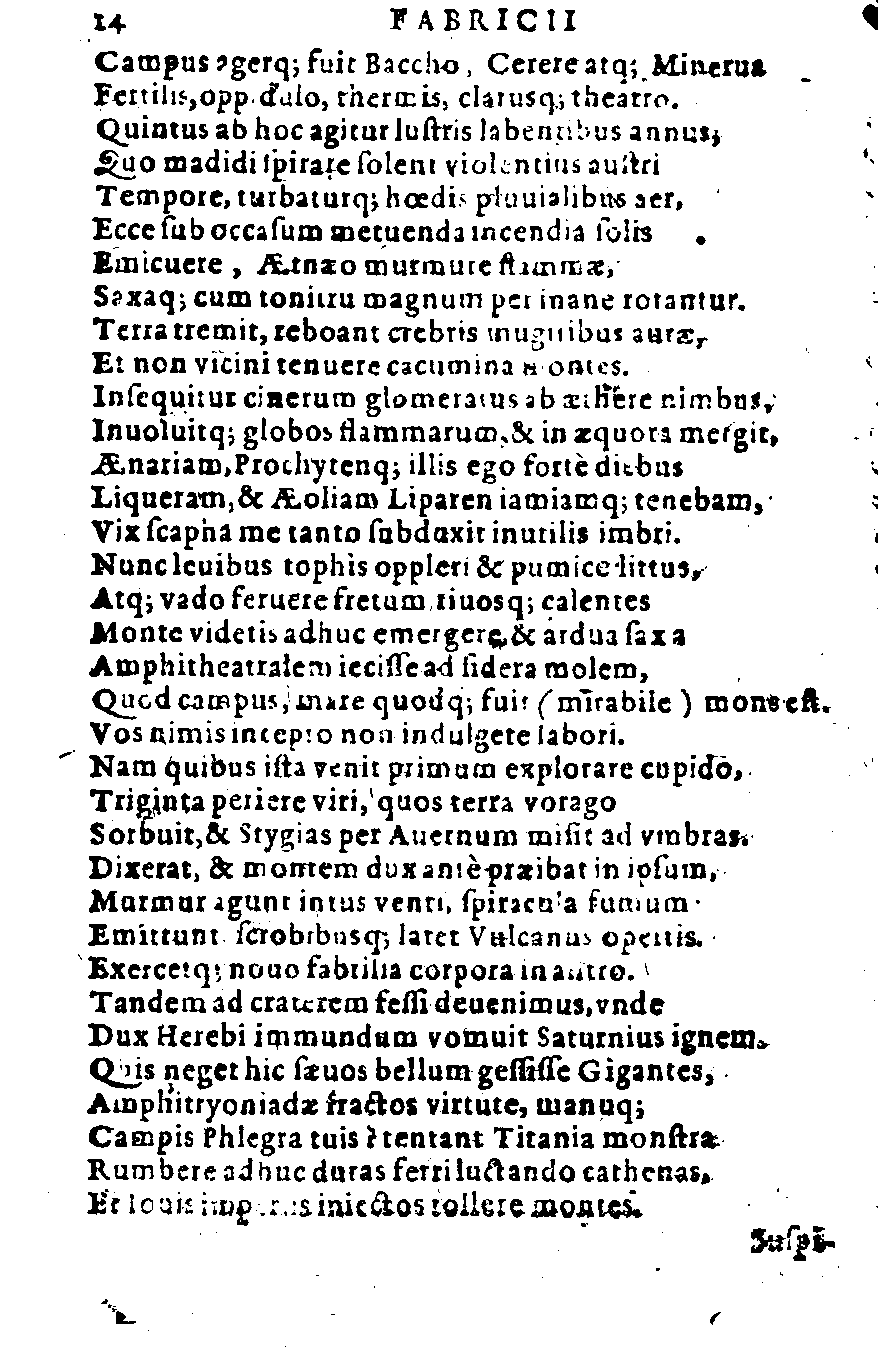 14 FABRICII
Campus agerq; fuit Baccho, Cerere atq; Minerua
Fertilis, opp dulo, thermis, clarusq; theatro.
Quintus ab hoc agitur luſtris labentibus annus,
Quo madidi ſpirare ſolent violentius auſtri
Tempore, turbaturq; hœdis pluuialibus aer,
Ecce ſub occaſum metuenda incendia ſolis
Emicuere, Ætnæo murmure flammæ,
Saxaq; cum tonitru magnum per inane rotantur.
Terra tremit, reboant crebris mugitibus auræ,
Et non vicini tenuere cacumina montes.
Inſequitur cinerum glomeratus ab æthere nimbus,
Inuoluitq; globos flammarum, & in æquora mergit,
Ænariam, Prochytenq; illis ego fortè diebus
Liqueram, & Æoliam Liparen iamiamq; tenebam,
Vix ſcapha me tanto ſubduxit inutilis imbri.
Nunc leuibus tophis oppleri & pumice littus,
Atq; vado feruere fretum, riuosq; calentes
Monte videtis adhuc emergere, & ardua ſaxa
Amphitheatralem ieciſſe ad ſidera molem,
Quod campus, mare quodq; fuit (mirabile) mons eſt.
Vos nimis incepto non indulgete labori.
Nam quibus iſta venit primum explorare cupido,
Triginta periere viri, quos terra vorago
Sorbuit, & Stygias per Auernum miſit ad vmbras.
Dixerat, & montem dux antè præibat in ipſum,
Murmur agunt intus venti, ſpiracula fumum
Emittunt ſcrobibusq; latet Vulcanus opertis.
Exercetq; nouo fabrilia corpora in antro.
Tandem ad craterem feſſi deuenimus, vnde
Dux Herebi immundum vomuit Saturnius ignem.
Quis neget hic ſæuos bellum geſſiſſe Gigantes,
Amphitryoniadæ fractos virtute, manuq;
Campis Phlegra tuis? tentant Titania monſtra
Rumbere adhuc duras ferri luctando cathenas,
Et Iouis iniectos tollere montes.
Suſpi-